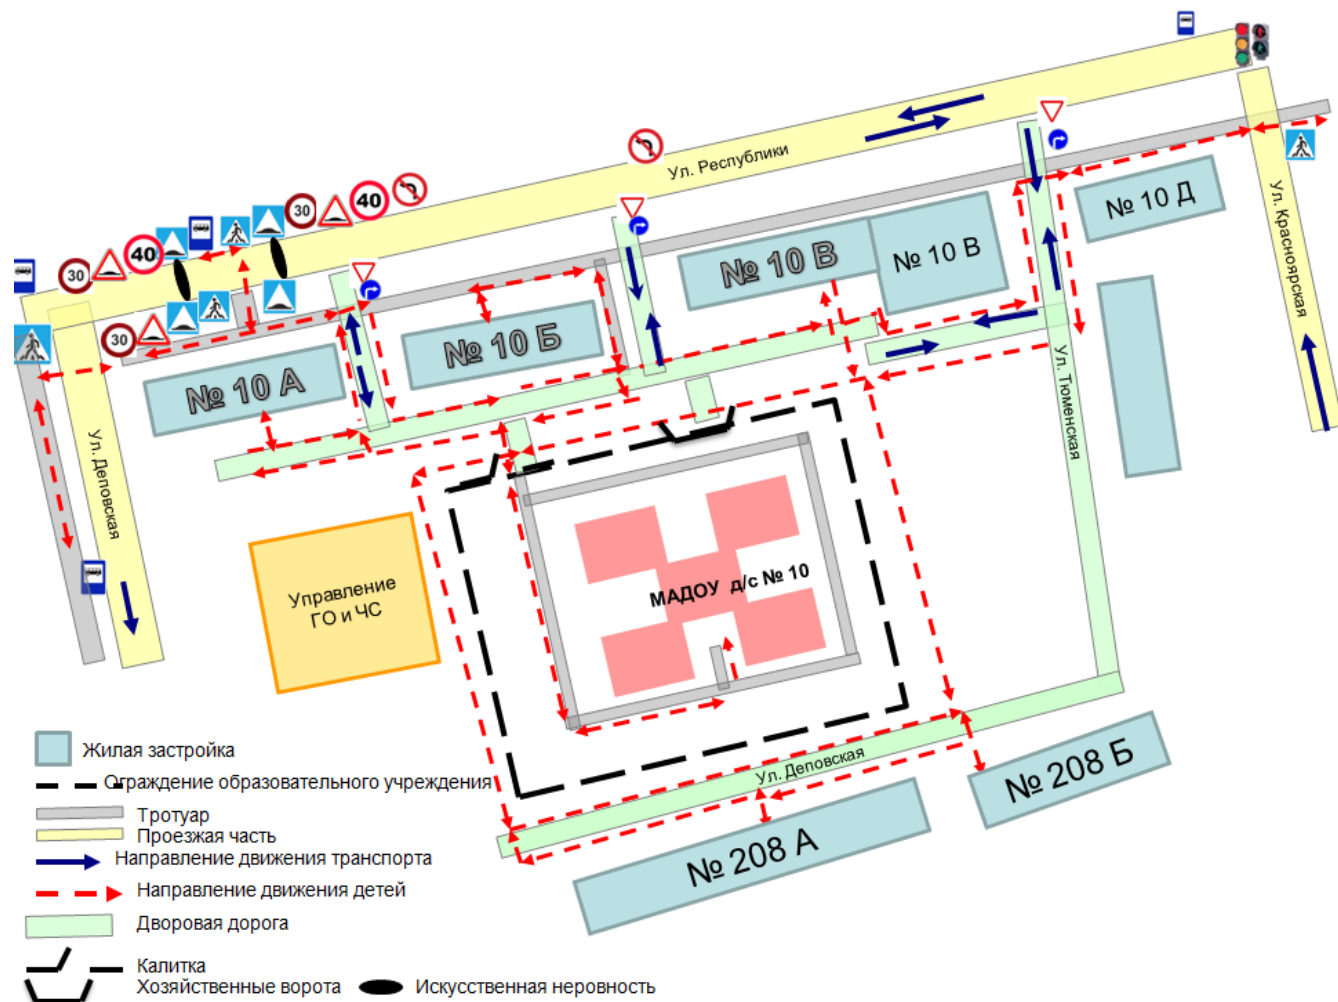 Ул. Республики
40
30
40
30
30
№ 10 Д
№ 10 В
№ 10 В
№ 10 Б
№ 10 А
Ул. Красноярская
Ул. Тюменская
Ул. Деповская
МАДОУ д/с № 10
Управление
ГО и ЧС
Ул. Деповская
№ 208 Б
№ 208 А
Жилая застройка
Ограждение образовательного учреждения
Тротуар
Проезжая часть
Направление движения транспорта
Направление движения детей
Дворовая дорога
Калитка
Хозяйственные ворота
Искусственная неровность